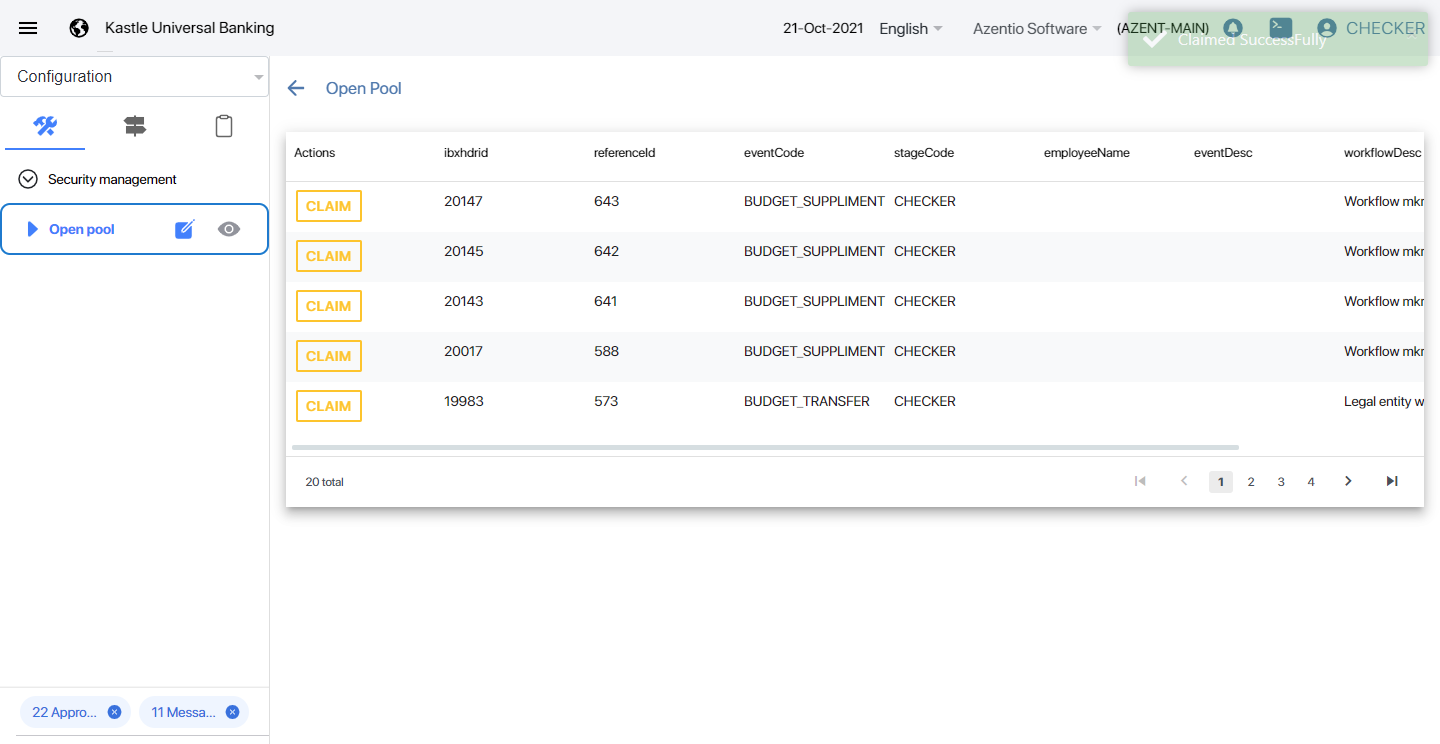 Kastle Universal Banking
21-Oct-2021
English
Azentio Software
(AZENT-MAIN)
CHECKER
Claimed SuccessFully
Configuration
Security management
Open pool
22 Appro...
11 Messa...
Open Pool
Actions ibxhdrid referenceId eventCode stageCode employeeName eventDesc workflowDesc
CLAIM 20147 643 BUDGET_SUPPLIMENT CHECKER Workflow mkr
CLAIM 20145 642 BUDGET_SUPPLIMENT CHECKER Workflow mkr
CLAIM 20143 641 BUDGET_SUPPLIMENT CHECKER Workflow mkr
CLAIM 20017 588 BUDGET_SUPPLIMENT CHECKER Workflow mkr
CLAIM 19983 573 BUDGET_TRANSFER CHECKER Legal entity w
20 total
1 2 3 4